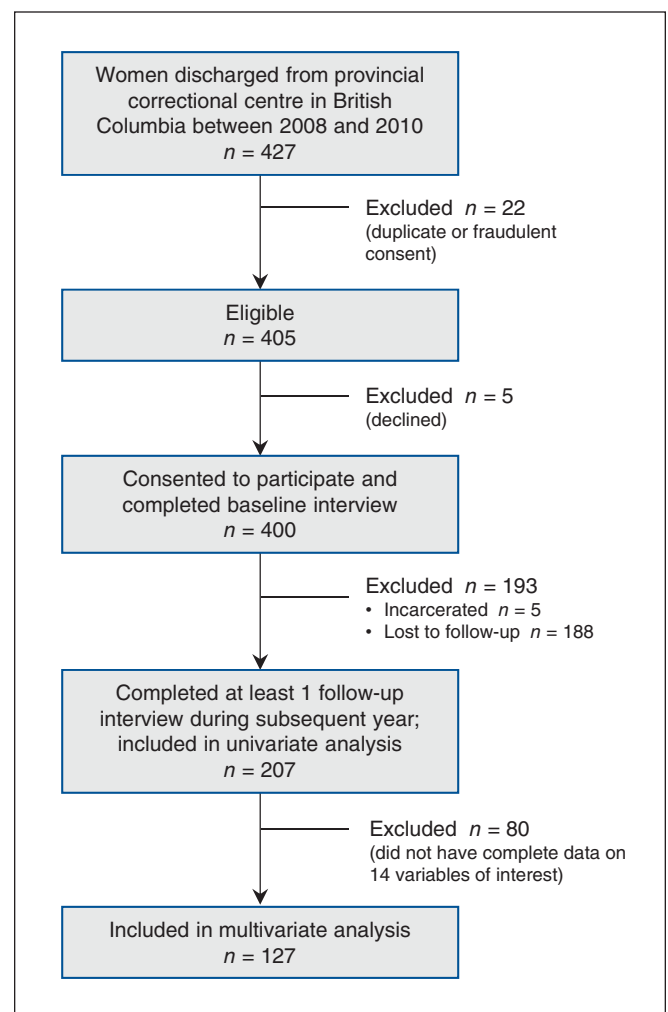 Women discharged from provincial
correctional centre in British
Columbia between 2008 and 2010
n = 427
Excluded n = 22
(duplicate or fraudulent
consent)
Eligible
n = 405
Excluded n = 5
(declined)
Consented to participate and
completed baseline interview
n = 400
Excluded n = 193
• Incarcerated n = 5
• Lost to follow-up n = 188
Completed at least 1 follow-up
interview during subsequent year;
included in univariate analysis
n = 207
Excluded n = 80
(did not have complete data on
14 variables of interest)
Included in multivariate analysis
n = 127